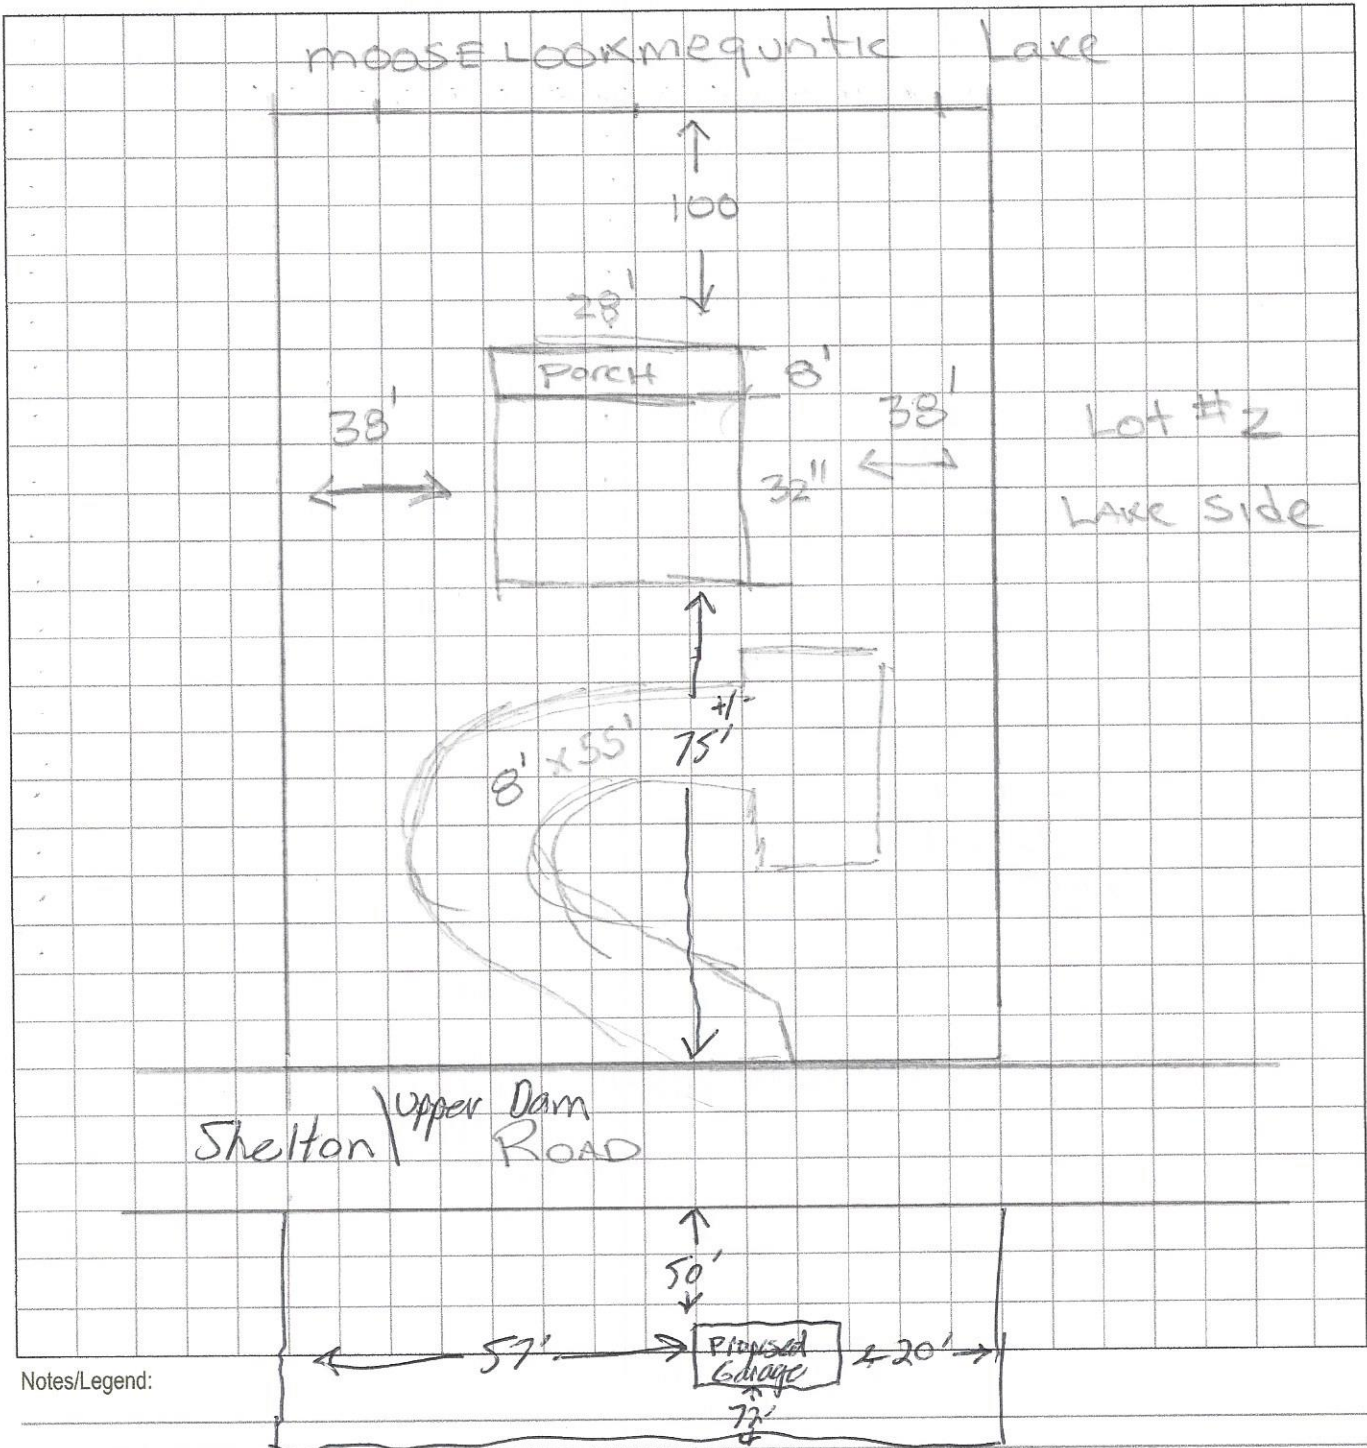 mOOSELOOKmeguntic Lake
100
28'
PorcH
8'
38'
38'
Lot #2
32"
LAKe Side
+/-
75'
8' x 55'
Shelton \ Upper Dam
ROAD
50'
57'
Proposed
Garage
20'
72'
Notes/Legend: